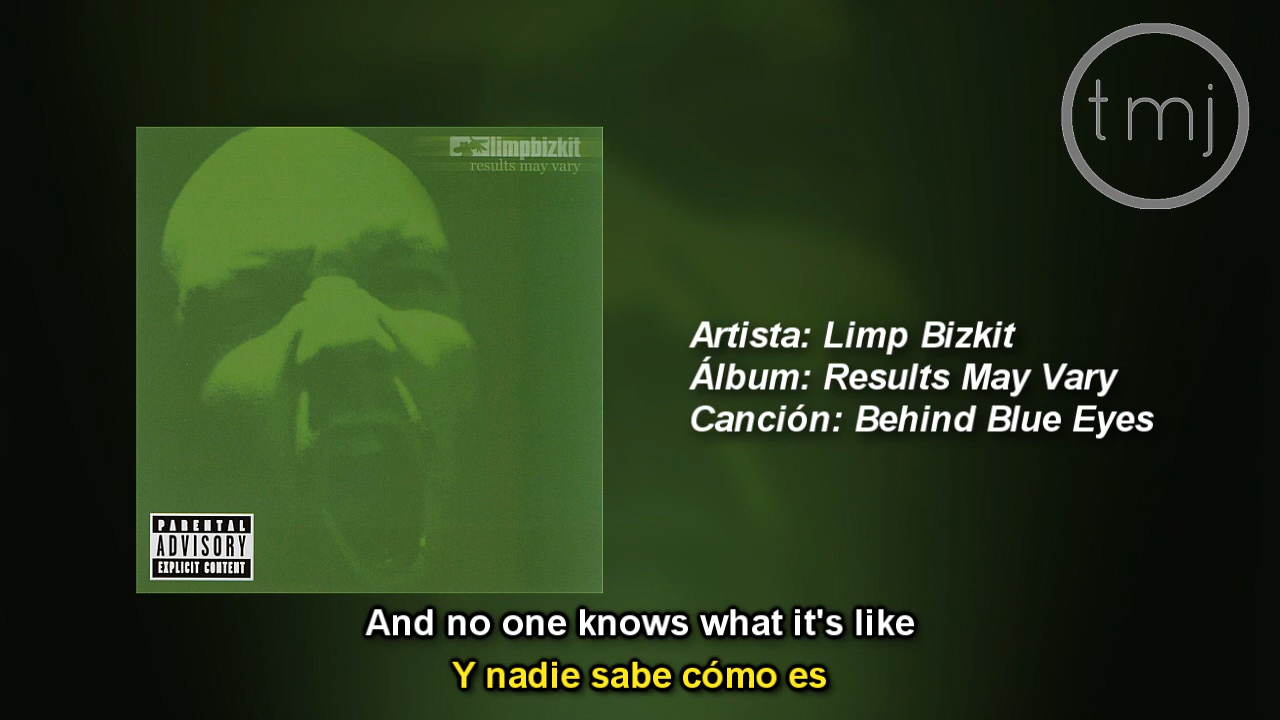 tmj
limpbizkit
results may vary
Artista: Limp Bizkit
Álbum: Results May Vary
Canción: Behind Blue Eyes
PARENTAL
ADVISORY
EXPLICIT CONTENT
And no one knows what it's like
Y nadie sabe cómo es